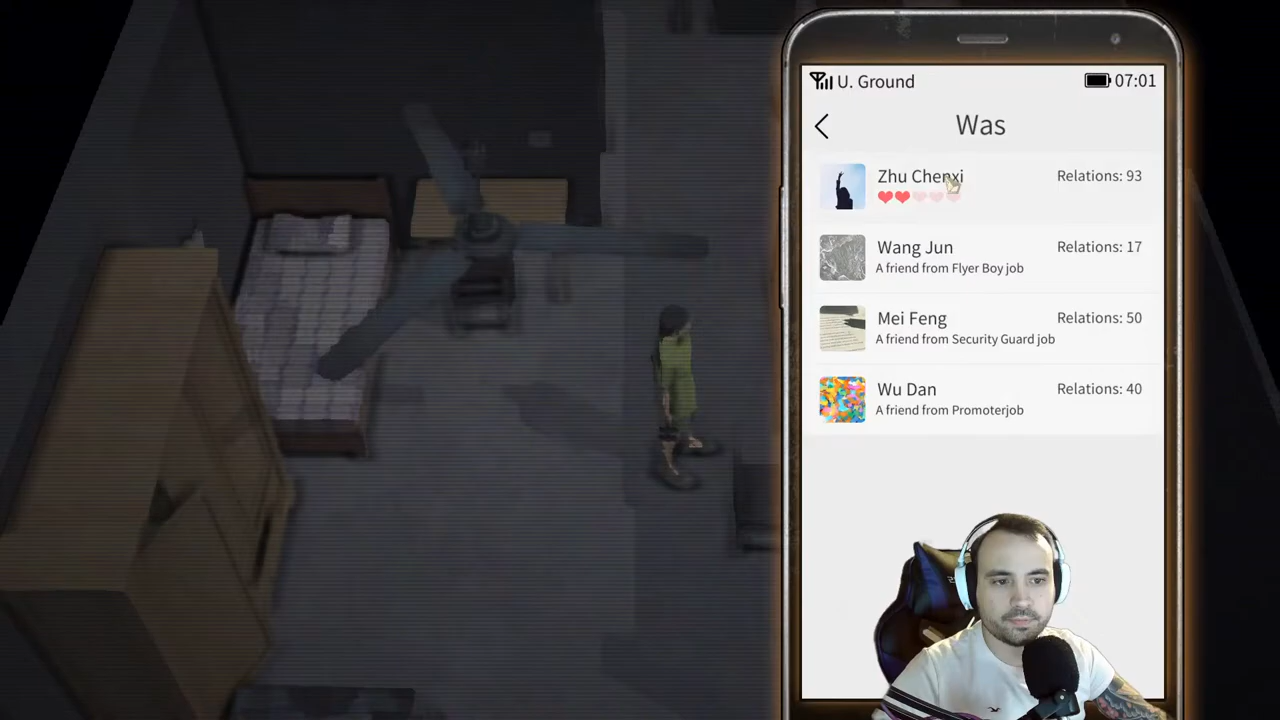 U. Ground
07:01
Was
Zhu Chenxi
Relations: 93
Wang Jun
Relations: 17
A friend from Flyer Boy job
Mei Feng
Relations: 50
A friend from Security Guard job
Wu Dan
Relations: 40
A friend from Promoterjob